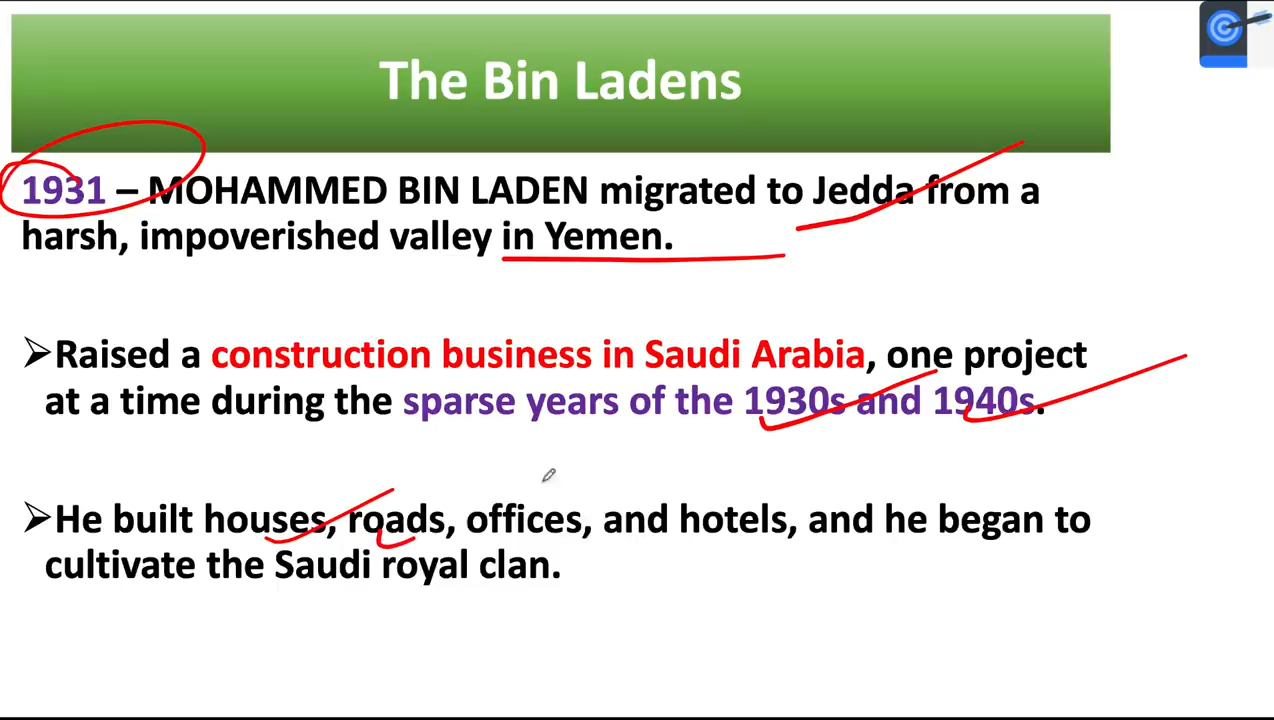 The Bin Ladens
1931 – MOHAMMED BIN LADEN migrated to Jedda from a
harsh, impoverished valley in Yemen.
➢Raised a construction business in Saudi Arabia, one project
at a time during the sparse years of the 1930s and 1940s.
➢He built houses, roads, offices, and hotels, and he began to
cultivate the Saudi royal clan.